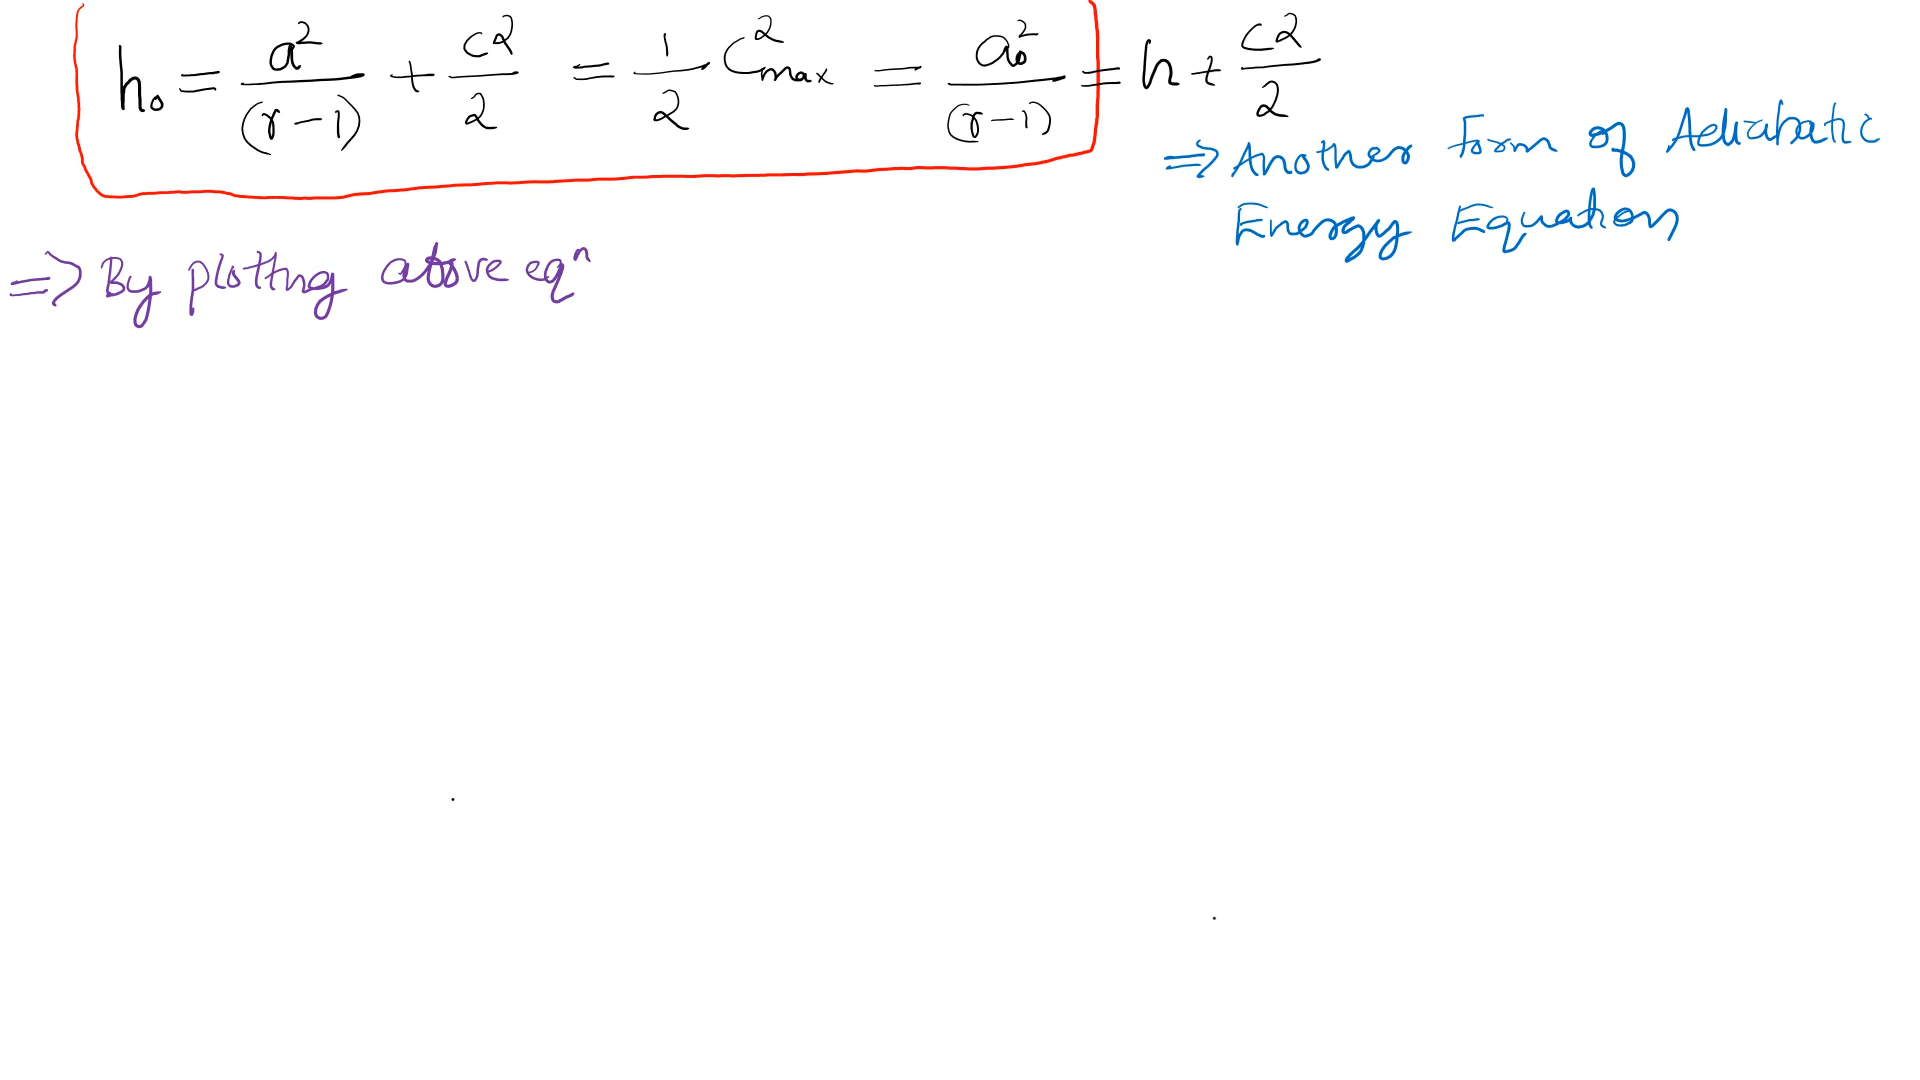 h₀ = a²/(γ-1) + c²/2 = 1/2 C²max = a₀²/(γ-1) = h + c²/2
⇒ Another Form of Adiabatic
Energy Equation
⇒ By plotting above eqⁿ